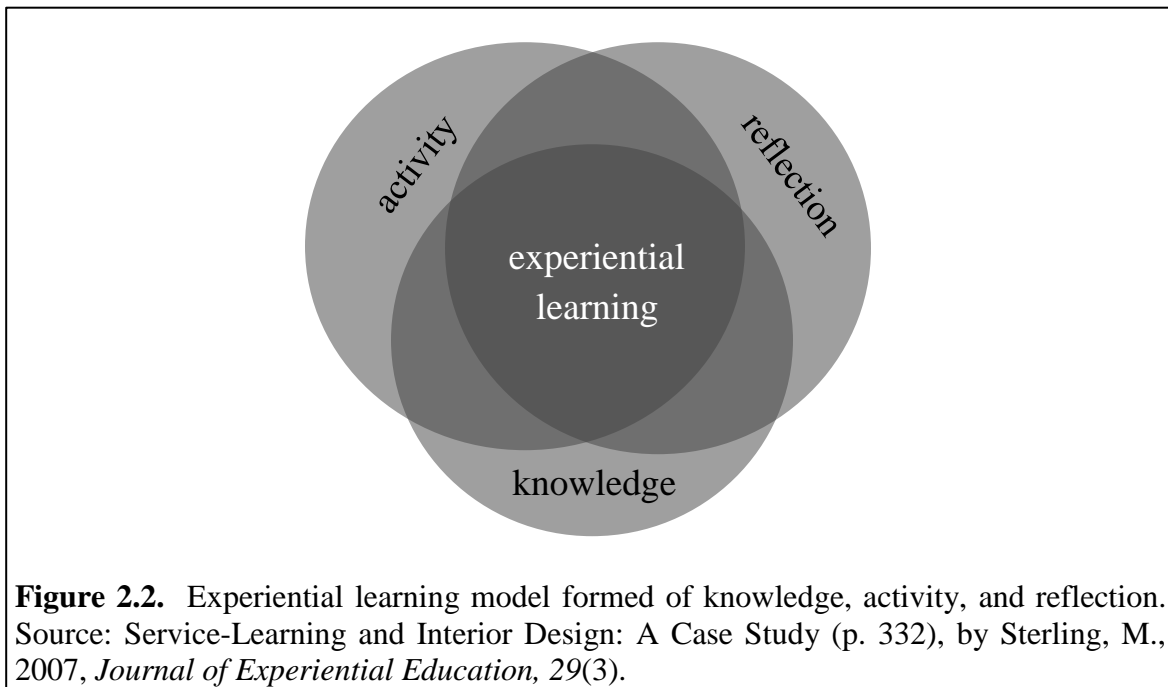 activity
reflection
experiential
learning
knowledge
Figure 2.2. Experiential learning model formed of knowledge, activity, and reflection.
Source: Service-Learning and Interior Design: A Case Study (p. 332), by Sterling, M.,
2007, Journal of Experiential Education, 29(3).